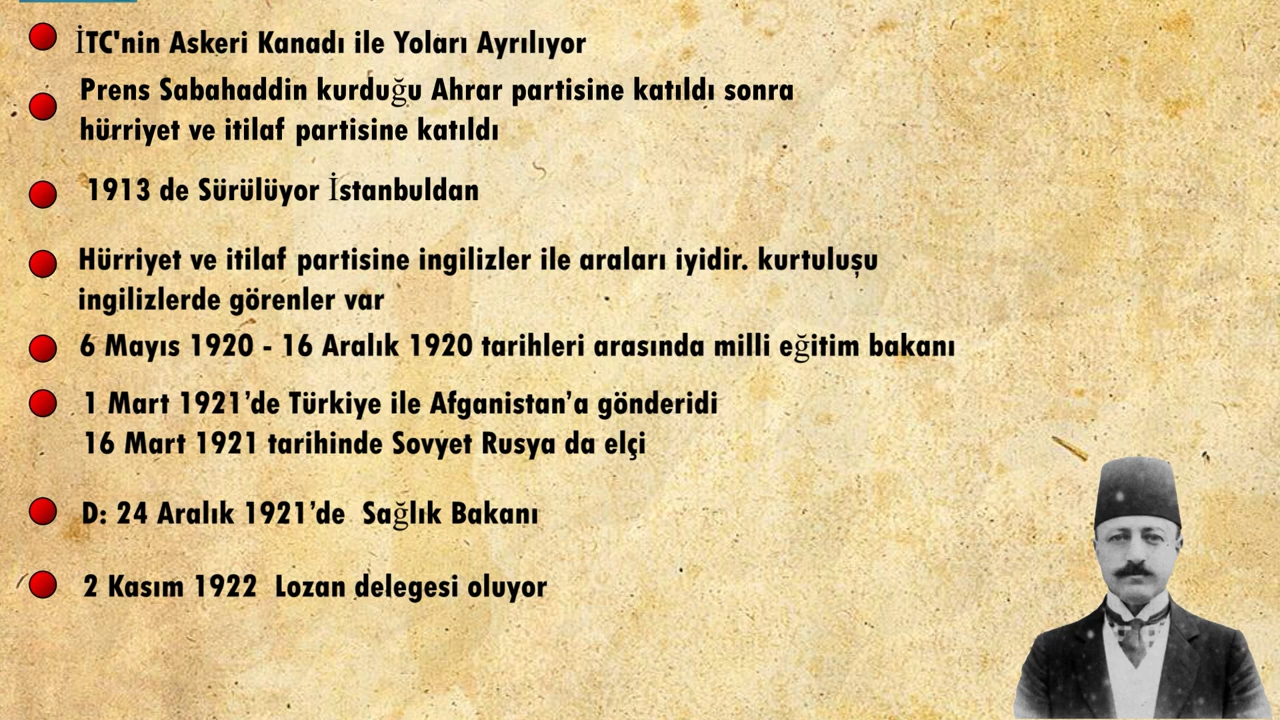 İTC'nin Askeri Kanadı ile Yoları Ayrılıyor
Prens Sabahaddin kurduğu Ahrar partisine katıldı sonra
hürriyet ve itilaf partisine katıldı
1913 de Sürülüyor İstanbuldan
Hürriyet ve itilaf partisine ingilizler ile araları iyidir. kurtuluşu
ingilizlerde görenler var
6 Mayıs 1920 - 16 Aralık 1920 tarihleri arasında milli eğitim bakanı
1 Mart 1921’de Türkiye ile Afganistan’a gönderidi
16 Mart 1921 tarihinde Sovyet Rusya da elçi
D: 24 Aralık 1921’de Sağlık Bakanı
2 Kasım 1922 Lozan delegesi oluyor